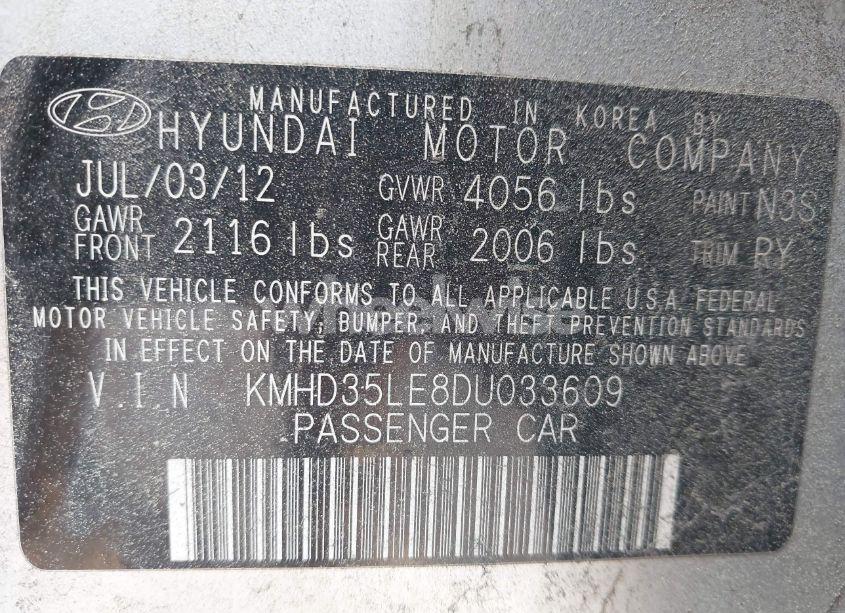 MANUFACTURED IN KOREA BY
HYUNDAI MOTOR COMPANY
JUL/03/12 GVWR 4056 lbs PAINT N3S
GAWR FRONT 2116 lbs GAWR REAR 2006 lbs TRIM RY
THIS VEHICLE CONFORMS TO ALL APPLICABLE U.S.A. FEDERAL
MOTOR VEHICLE SAFETY, BUMPER, AND THEFT PREVENTION STANDARDS
IN EFFECT ON THE DATE OF MANUFACTURE SHOWN ABOVE
V.I.N KMHD35LE8DU033609
PASSENGER CAR